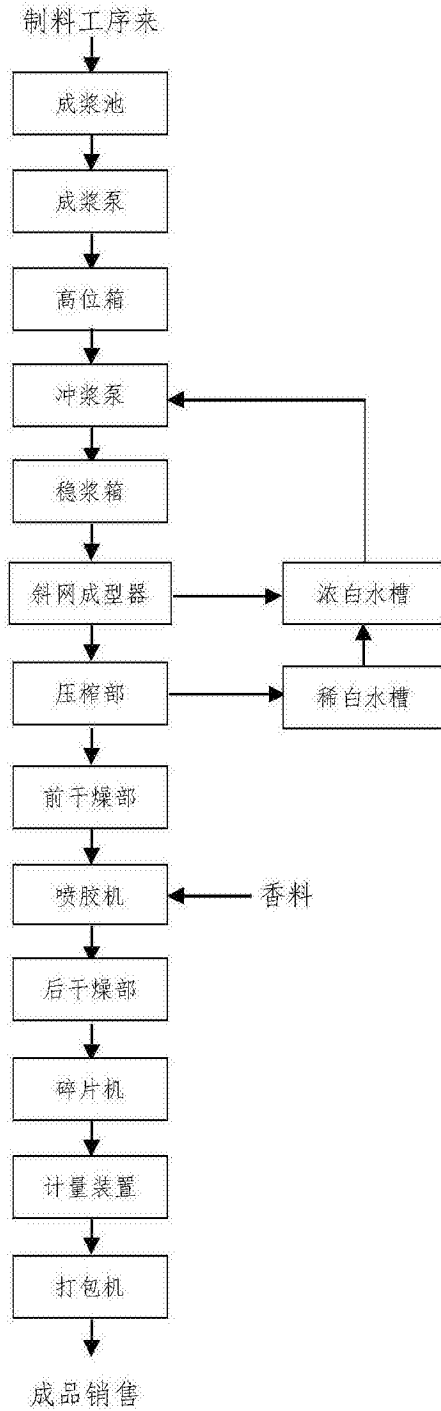 制料工序来
成浆池
成浆泵
高位箱
冲浆泵
稳浆箱
斜网成型器
浓白水槽
压榨部
稀白水槽
前干燥部
喷胶机
香料
后干燥部
碎片机
计量装置
打包机
成品销售